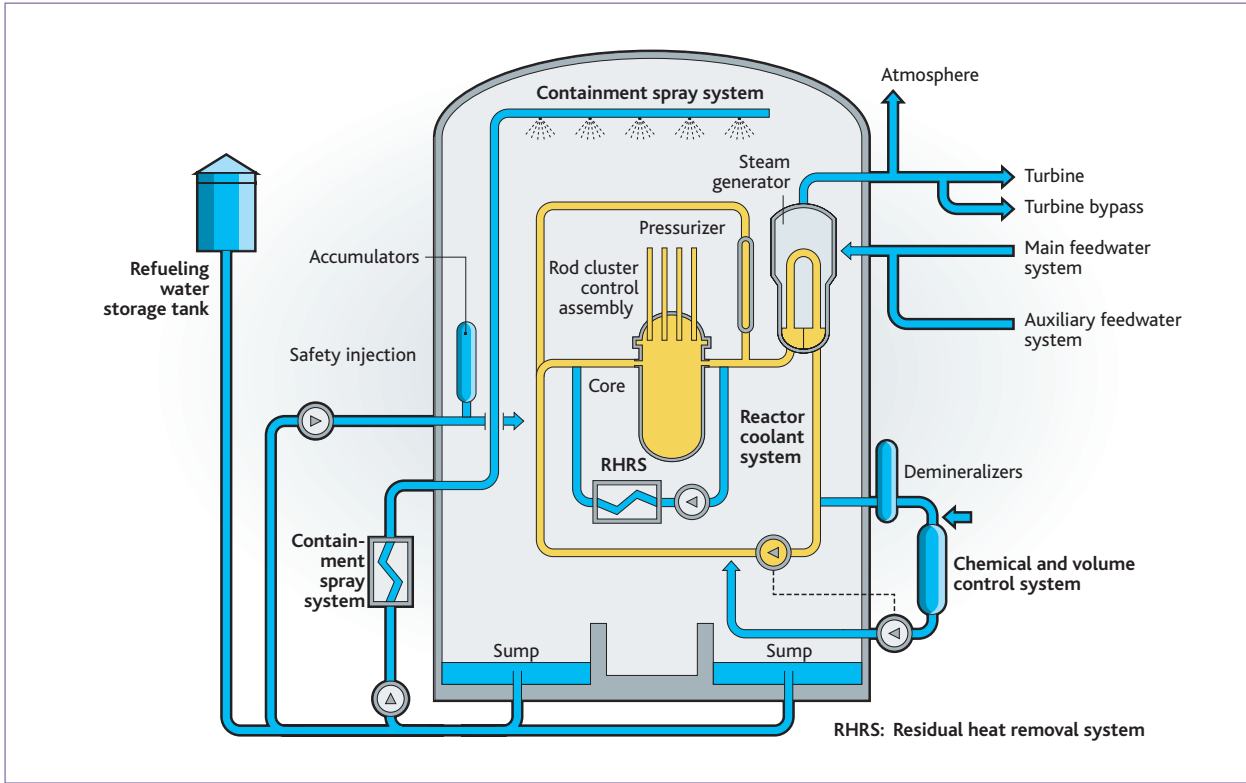 Atmosphere
Containment spray system
Steam
generator
Turbine
Turbine bypass
Pressurizer
Main feedwater
system
Accumulators
Rod cluster
control
assembly
Refueling
water
storage tank
Auxiliary feedwater
system
Safety injection
Core
Reactor
coolant
system
RHRS
Demineralizers
Contain-
ment
spray
system
Chemical and volume
control system
Sump
Sump
RHRS: Residual heat removal system